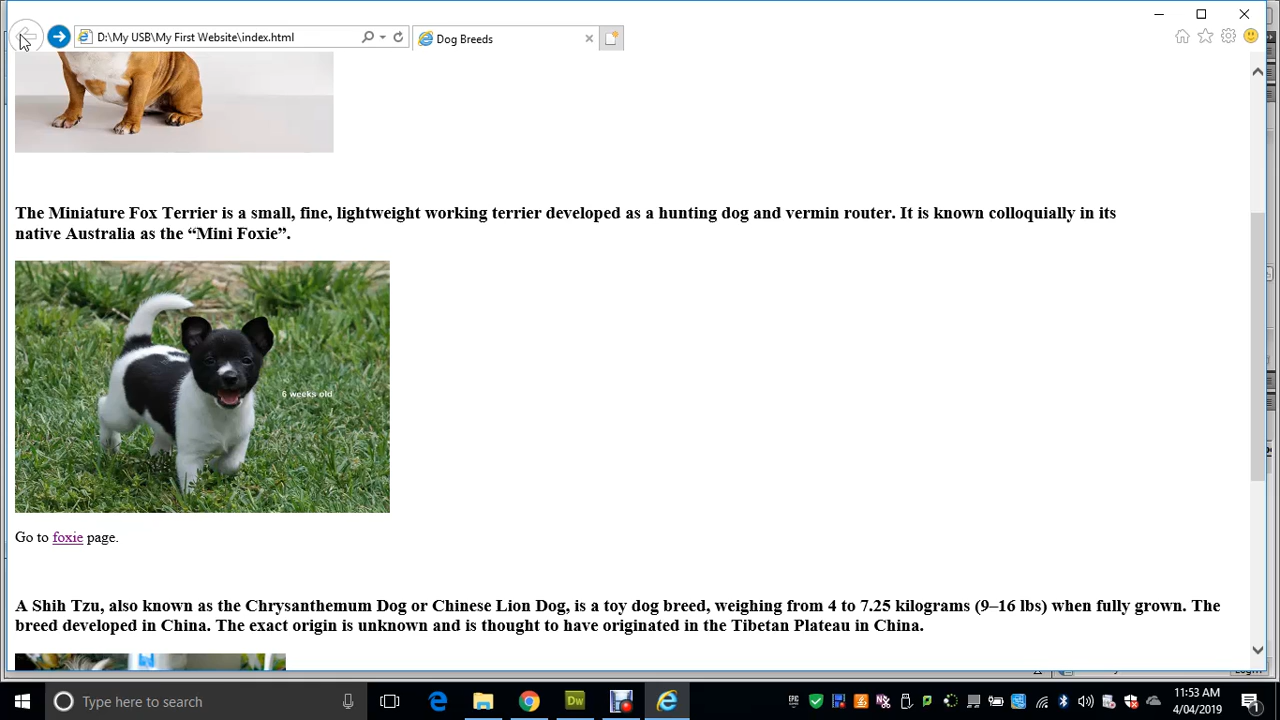 D:\My USB\My First Website\index.html
Dog Breeds
The Miniature Fox Terrier is a small, fine, lightweight working terrier developed as a hunting dog and vermin router. It is known colloquially in its
native Australia as the “Mini Foxie”.
6 weeks old
Go to foxie page.
A Shih Tzu, also known as the Chrysanthemum Dog or Chinese Lion Dog, is a toy dog breed, weighing from 4 to 7.25 kilograms (9–16 lbs) when fully grown. The
breed developed in China. The exact origin is unknown and is thought to have originated in the Tibetan Plateau in China.
Type here to search
Dw
11:53 AM
4/04/2019